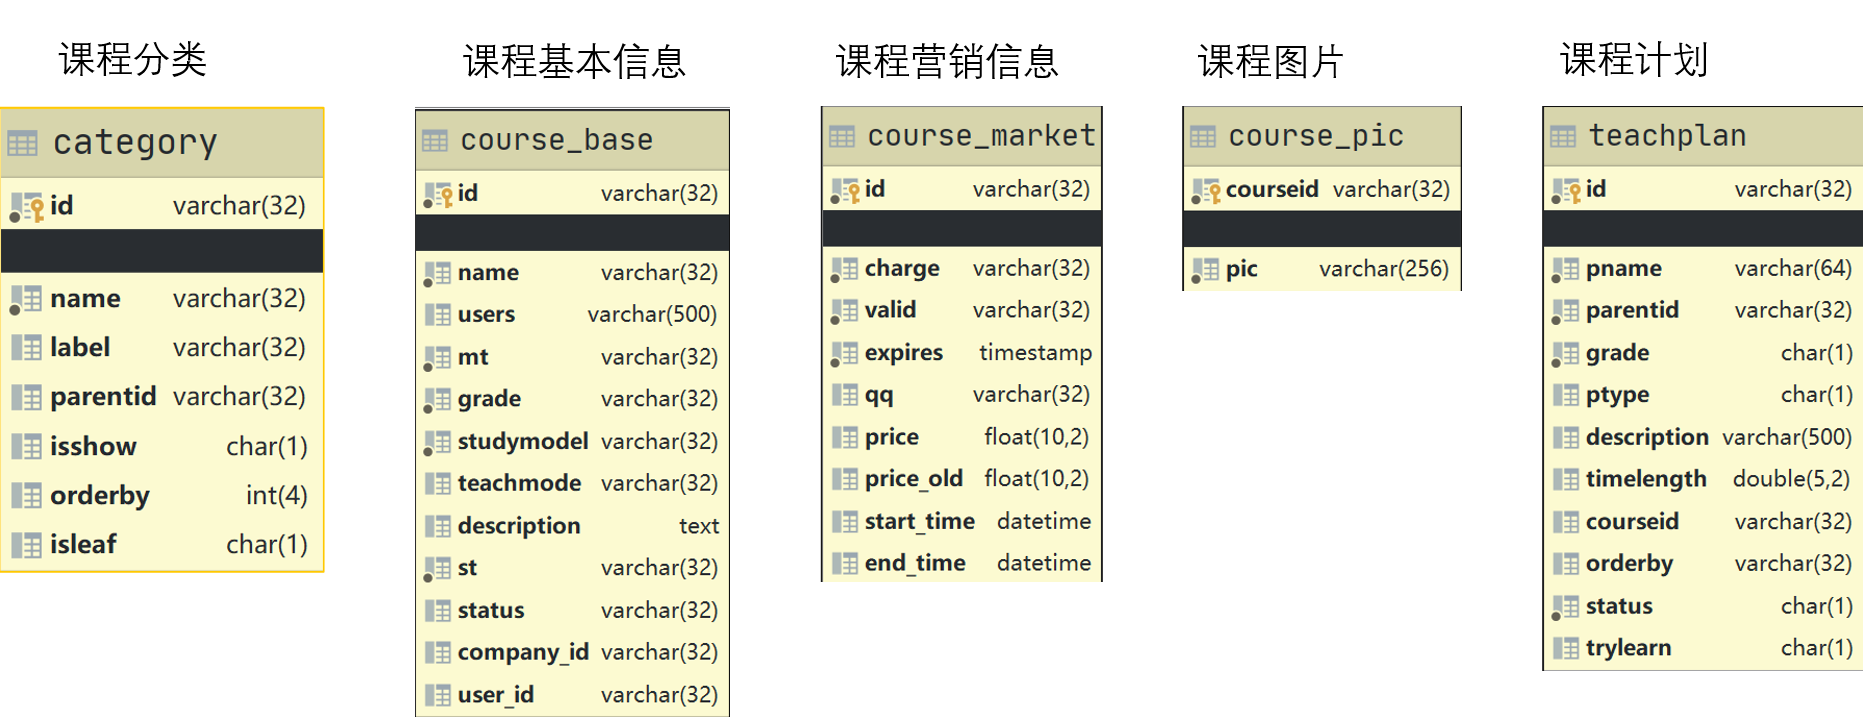 课程分类
category
id varchar(32)
name varchar(32)
label varchar(32)
parentid varchar(32)
isshow char(1)
orderby int(4)
isleaf char(1)
课程基本信息
course_base
id varchar(32)
name varchar(32)
users varchar(500)
mt varchar(32)
grade varchar(32)
studymodel varchar(32)
teachmode varchar(32)
description text
st varchar(32)
status varchar(32)
company_id varchar(32)
user_id varchar(32)
课程营销信息
course_market
id varchar(32)
charge varchar(32)
valid varchar(32)
expires timestamp
qq varchar(32)
price float(10,2)
price_old float(10,2)
start_time datetime
end_time datetime
课程图片
course_pic
courseid varchar(32)
pic varchar(256)
课程计划
teachplan
id varchar(32)
pname varchar(64)
parentid varchar(32)
grade char(1)
ptype char(1)
description varchar(500)
timelength double(5,2)
courseid varchar(32)
orderby varchar(32)
status char(1)
trylearn char(1)